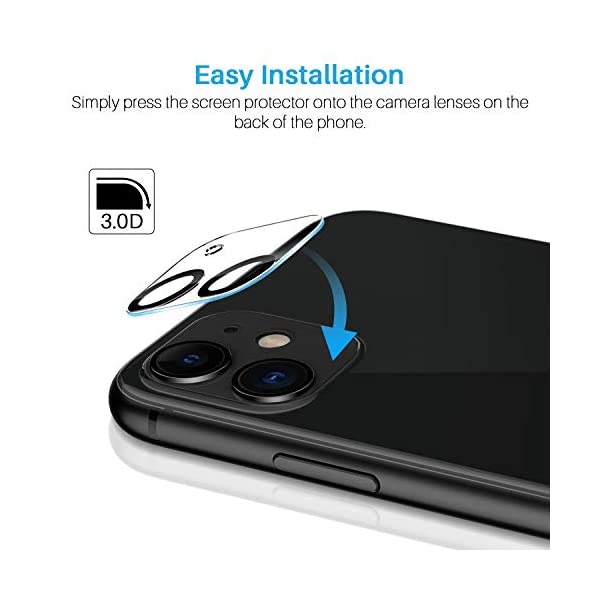 Easy Installation
Simply press the screen protector onto the camera lenses on the
back of the phone.
3.0D